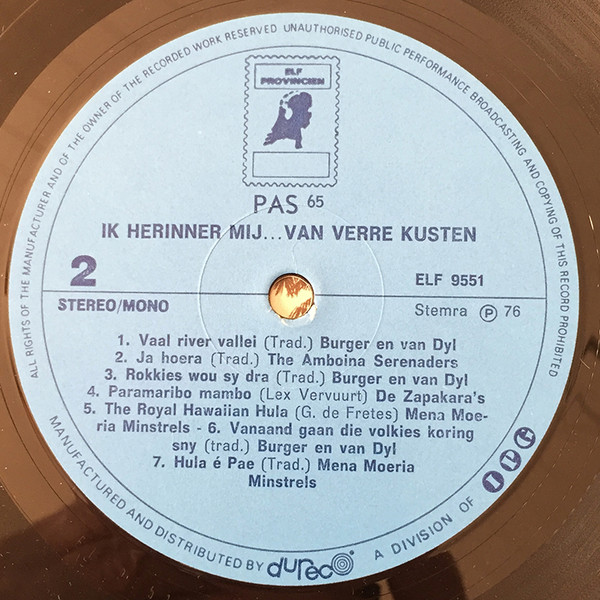 ALL RIGHTS OF THE MANUFACTURER AND OF THE OWNER OF THE RECORDED WORK RESERVED UNAUTHORISED PUBLIC PERFORMANCE BROADCASTING AND COPYING OF THIS RECORD PROHIBITED
ELF
PROVINCIEN
PAS 65
IK HERINNER MIJ...VAN VERRE KUSTEN
2
ELF 9551
STEREO/MONO
Stemra Ⓟ 76
1. Vaal river vallei (Trad.) Burger en van Dyl
2. Ja hoera (Trad.) The Amboina Serenaders
3. Rokkies wou sy dra (Trad.) Burger en van Dyl
4. Paramaribo mambo (Lex Vervuurt) De Zapakara's
5. The Royal Hawaiian Hula (G. de Fretes) Mena Moe-
ria Minstrels - 6. Vanaand gaan die volkies koring
sny (trad.) Burger en van Dyl
7. Hula é Pae (Trad.) Mena Moeria
Minstrels
MANUFACTURED AND DISTRIBUTED BY dureco A DIVISION OF